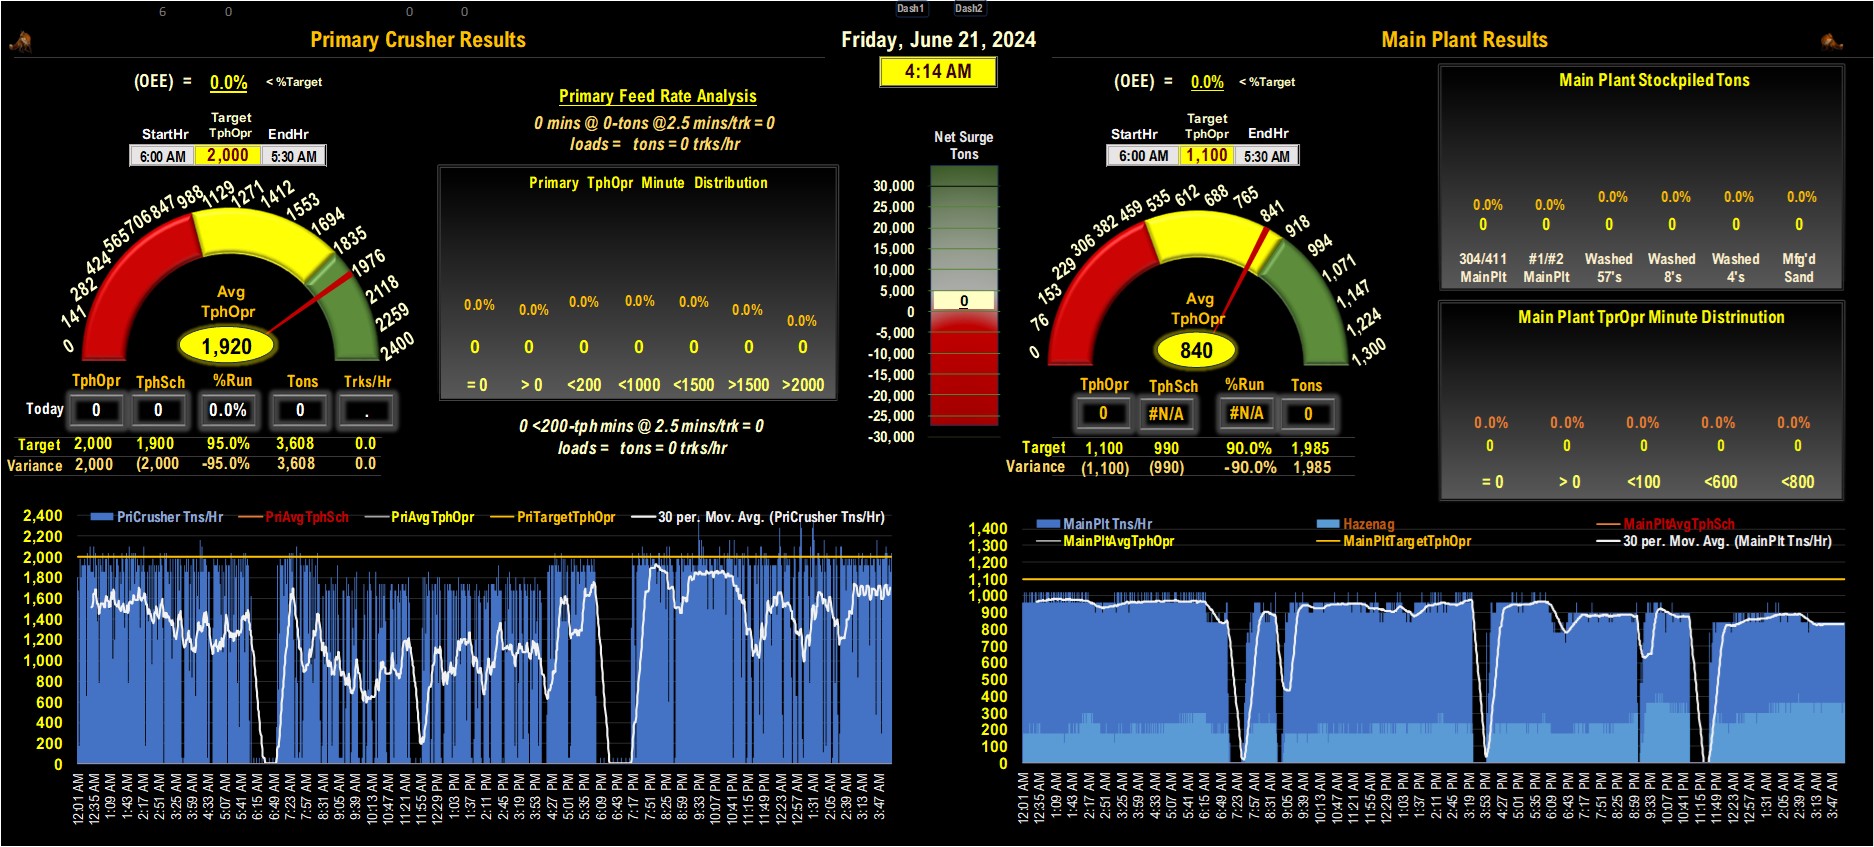 6 0 0 0 Dash1 Dash2
Primary Crusher Results
Friday, June 21, 2024
Main Plant Results
4:14 AM
(OEE) = 0.0% < %Target
Target
StartHr TphOpr EndHr
6:00 AM 2,000 5:30 AM
0 141 282 424 565 706 847 988 1129 1271 1412 1553 1694 1835 1976 2118 2259 2400
Avg
TphOpr
1,920
TphOpr TphSch %Run Tons Trks/Hr
Today 0 0 0.0% 0 .
Target 2,000 1,900 95.0% 3,608 0.0
Variance 2,000 (2,000 -95.0% 3,608 0.0
Primary Feed Rate Analysis
0 mins @ 0-tons @2.5 mins/trk = 0
loads = tons = 0 trks/hr
Primary TphOpr Minute Distribution
0.0% 0.0% 0.0% 0.0% 0.0% 0.0% 0.0%
0 0 0 0 0 0 0
= 0 > 0 <200 <1000 <1500 >1500 >2000
0 <200-tph mins @ 2.5 mins/trk = 0
loads = tons = 0 trks/hr
Net Surge
Tons
30,000
25,000
20,000
15,000
10,000
5,000
0
0
-5,000
-10,000
-15,000
-20,000
-25,000
-30,000
(OEE) = 0.0% < %Target
Target
StartHr TphOpr EndHr
6:00 AM 1,100 5:30 AM
0 76 153 229 306 382 459 535 612 688 765 841 918 994 1,071 1,147 1,224 1,300
Avg
TphOpr
840
TphOpr TphSch %Run Tons
0 #N/A #N/A 0
Target 1,100 990 90.0% 1,985
Variance (1,100) (990) -90.0% 1,985
Main Plant Stockpiled Tons
0.0% 0.0% 0.0% 0.0% 0.0% 0.0%
0 0 0 0 0 0
304/411 #1/#2 Washed Washed Washed Mfg'd
MainPlt MainPlt 57's 8's 4's Sand
Main Plant TprOpr Minute Distrinution
0.0% 0.0% 0.0% 0.0% 0.0%
0 0 0 0 0
= 0 > 0 <100 <600 <800
PriCrusher Tns/Hr PriAvgTphSch PriAvgTphOpr PriTargetTphOpr 30 per. Mov. Avg. (PriCrusher Tns/Hr)
2,400
2,200
2,000
1,800
1,600
1,400
1,200
1,000
800
600
400
200
0
12:01 AM 12:35 AM 1:09 AM 1:43 AM 2:17 AM 2:51 AM 3:25 AM 3:59 AM 4:33 AM 5:07 AM 5:41 AM 6:15 AM 6:49 AM 7:23 AM 7:57 AM 8:31 AM 9:05 AM 9:39 AM 10:13 AM 10:47 AM 11:21 AM 11:55 AM 12:29 PM 1:03 PM 1:37 PM 2:11 PM 2:45 PM 3:19 PM 3:53 PM 4:27 PM 5:01 PM 5:35 PM 6:09 PM 6:43 PM 7:17 PM 7:51 PM 8:25 PM 8:59 PM 9:33 PM 10:07 PM 10:41 PM 11:15 PM 11:49 PM 12:23 AM 12:57 AM 1:31 AM 2:05 AM 2:39 AM 3:13 AM 3:47 AM
MainPlt Tns/Hr Hazenag MainPltAvgTphSch
MainPltAvgTphOpr MainPltTargetTphOpr 30 per. Mov. Avg. (MainPlt Tns/Hr)
1,400
1,300
1,200
1,100
1,000
900
800
700
600
500
400
300
200
100
0
12:01 AM 12:35 AM 1:09 AM 1:43 AM 2:17 AM 2:51 AM 3:25 AM 3:59 AM 4:33 AM 5:07 AM 5:41 AM 6:15 AM 6:49 AM 7:23 AM 7:57 AM 8:31 AM 9:05 AM 9:39 AM 10:13 AM 10:47 AM 11:21 AM 11:55 AM 12:29 PM 1:03 PM 1:37 PM 2:11 PM 2:45 PM 3:19 PM 3:53 PM 4:27 PM 5:01 PM 5:35 PM 6:09 PM 6:43 PM 7:17 PM 7:51 PM 8:25 PM 8:59 PM 9:33 PM 10:07 PM 10:41 PM 11:15 PM 11:49 PM 12:23 AM 12:57 AM 1:31 AM 2:05 AM 2:39 AM 3:13 AM 3:47 AM